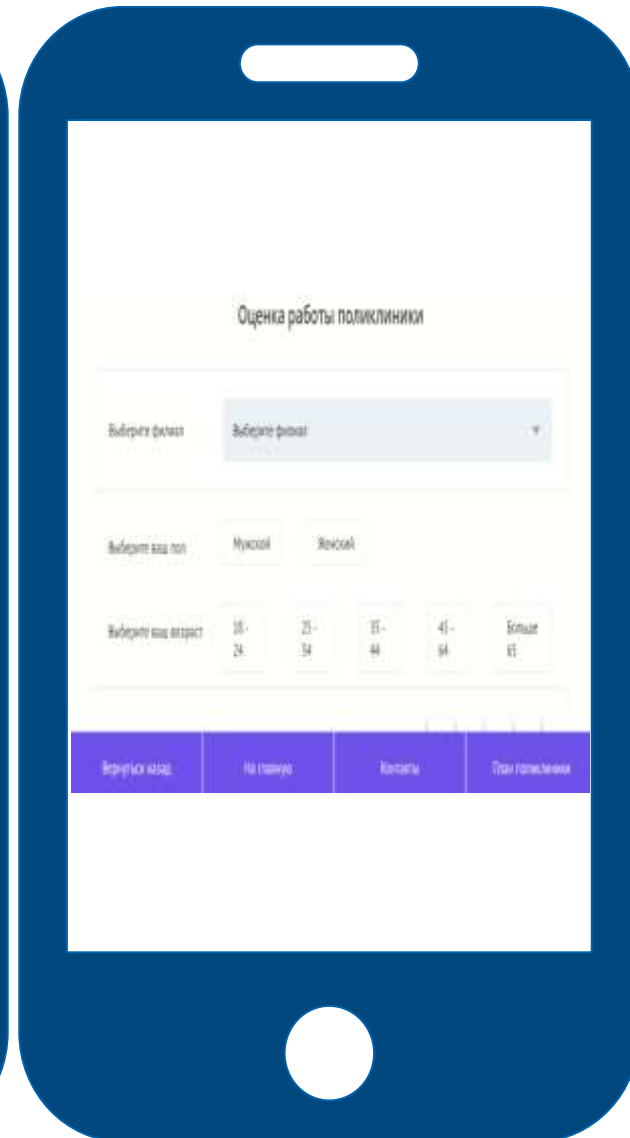 Оценка работы поликлиники
Выберите филиал
Выберите филиал
Выберите ваш пол
Мужской
Женский
Выберите ваш возраст
18 -
24
25 -
34
35 -
44
45 -
64
Больше
65
Вернуться назад
На главную
Контакты
План поликлиники